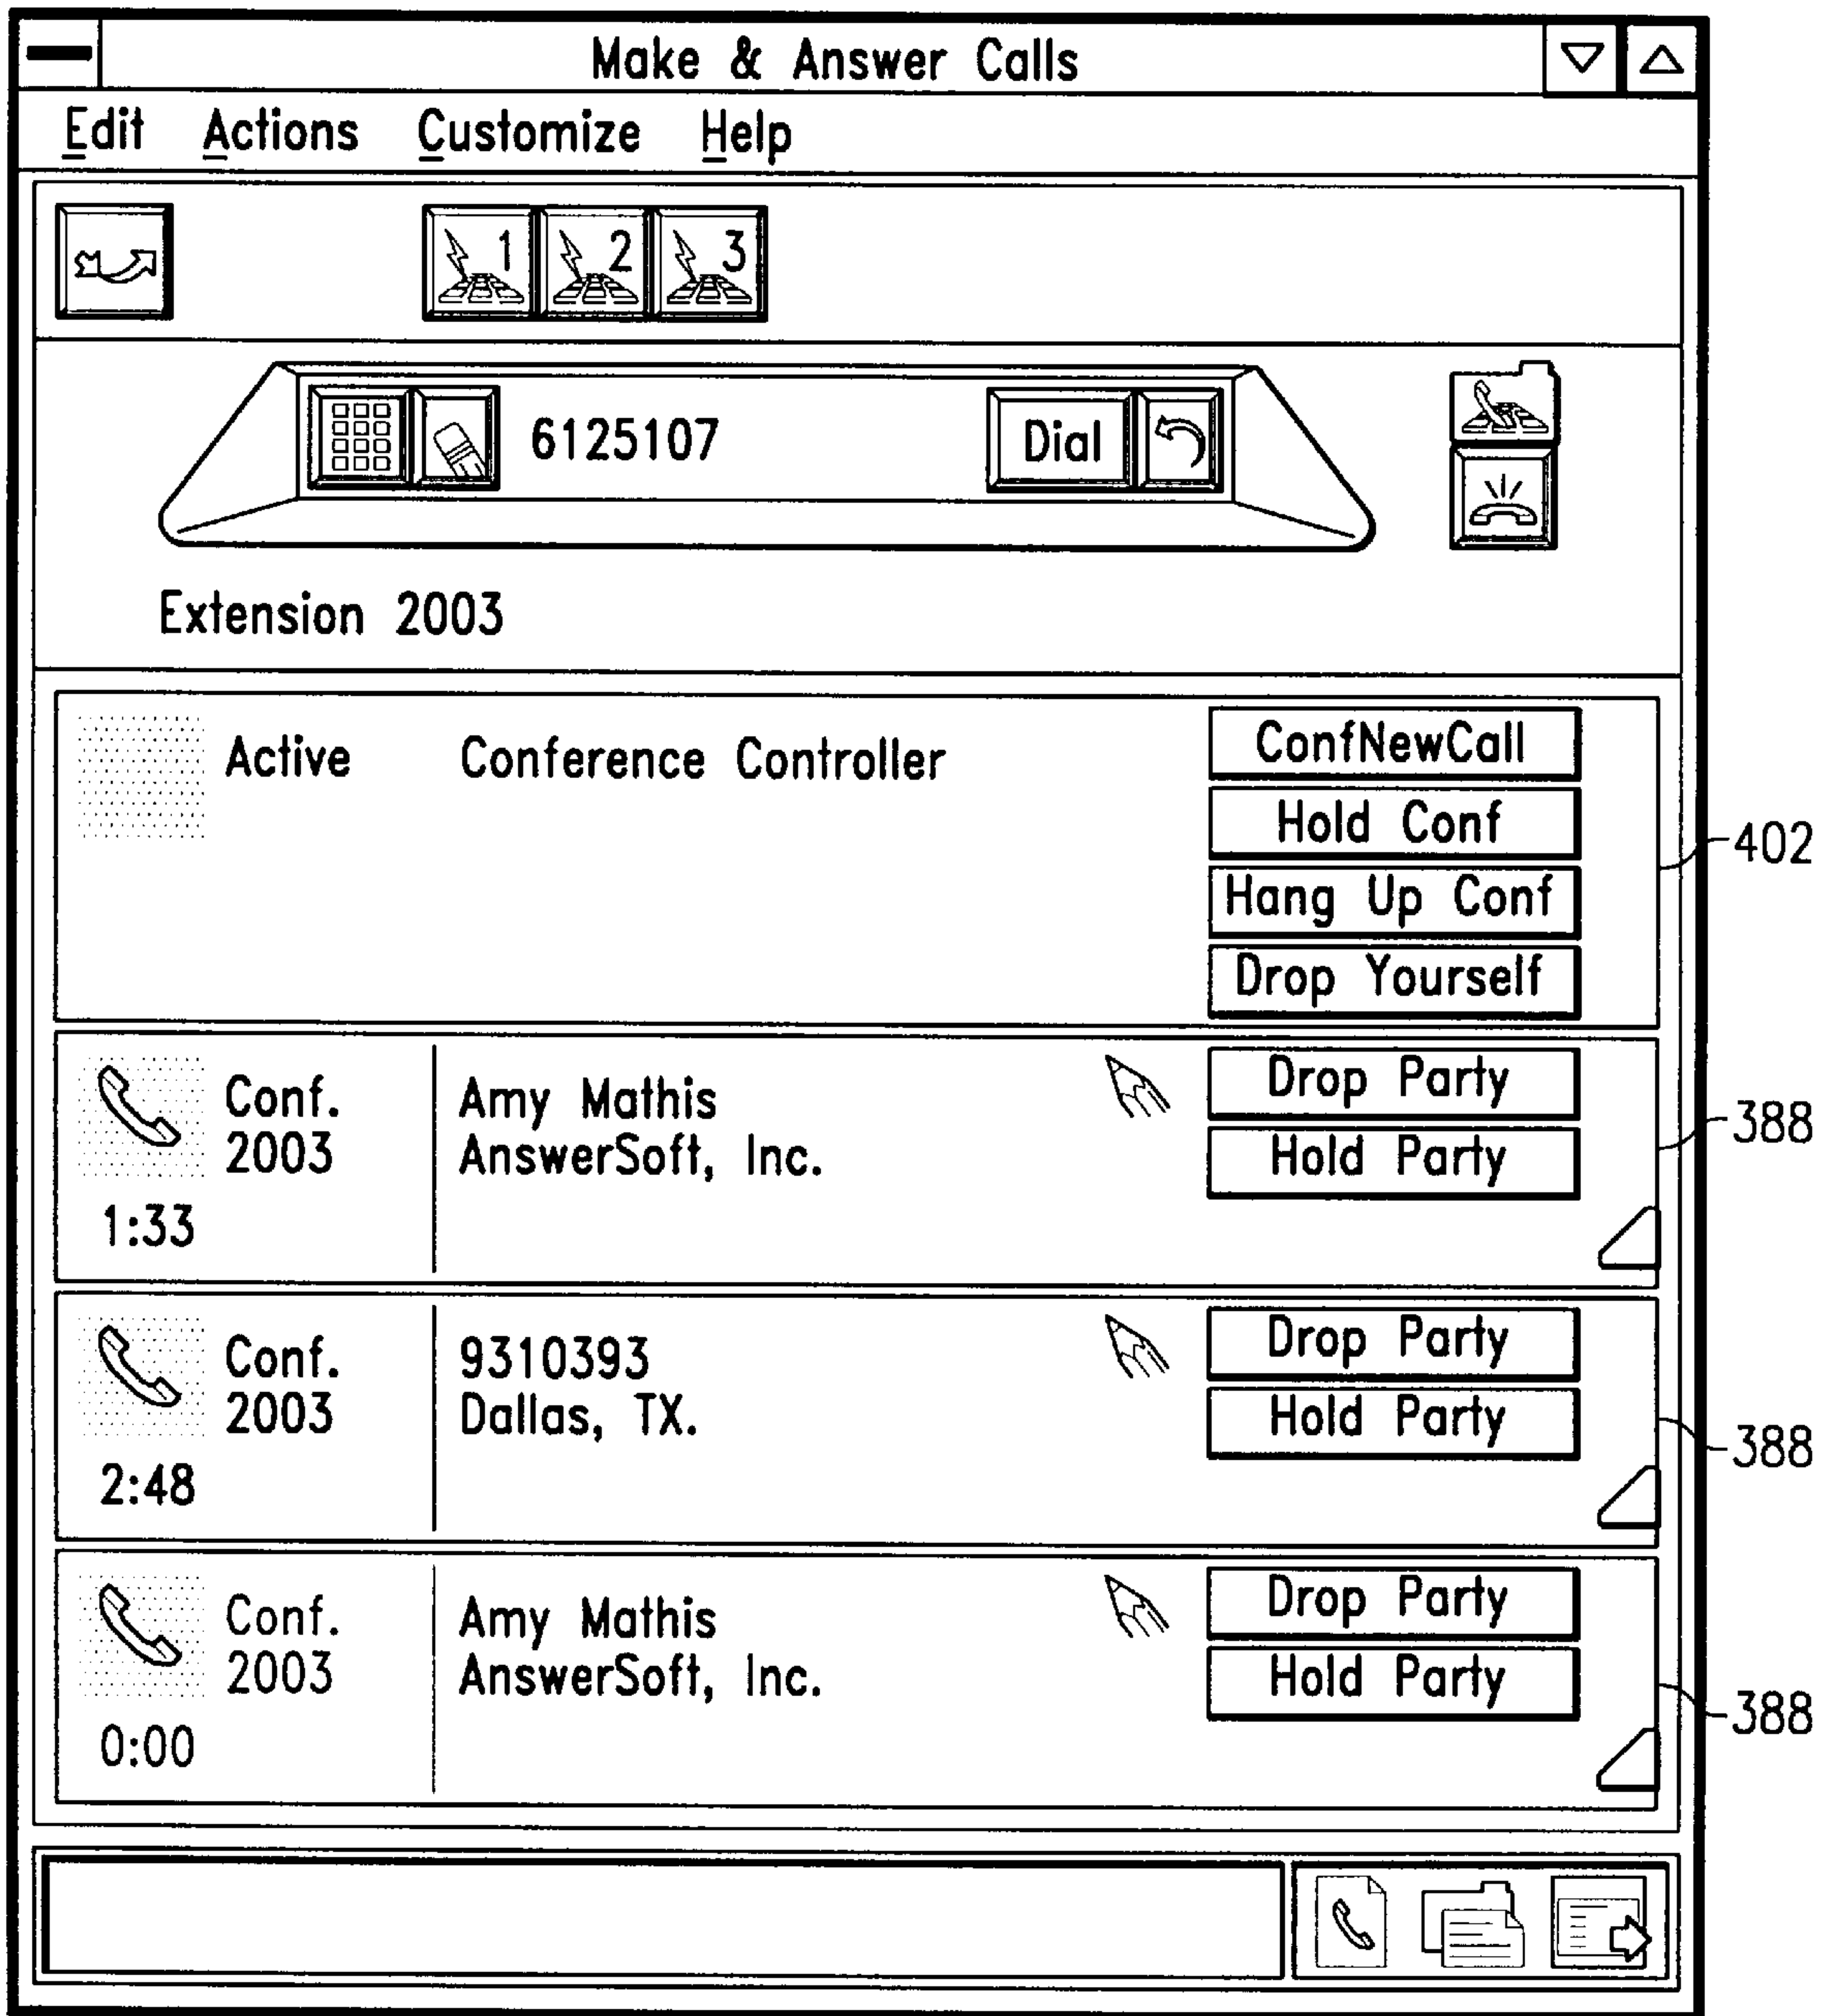 Make & Answer Calls
Edit Actions Customize Help
1 2 3
6125107 Dial
Extension 2003
Active Conference Controller
ConfNewCall
Hold Conf
Hang Up Conf
Drop Yourself
402
Conf. 2003
1:33
Amy Mathis
AnswerSoft, Inc.
Drop Party
Hold Party
388
Conf. 2003
2:48
9310393
Dallas, TX.
Drop Party
Hold Party
388
Conf. 2003
0:00
Amy Mathis
AnswerSoft, Inc.
Drop Party
Hold Party
388